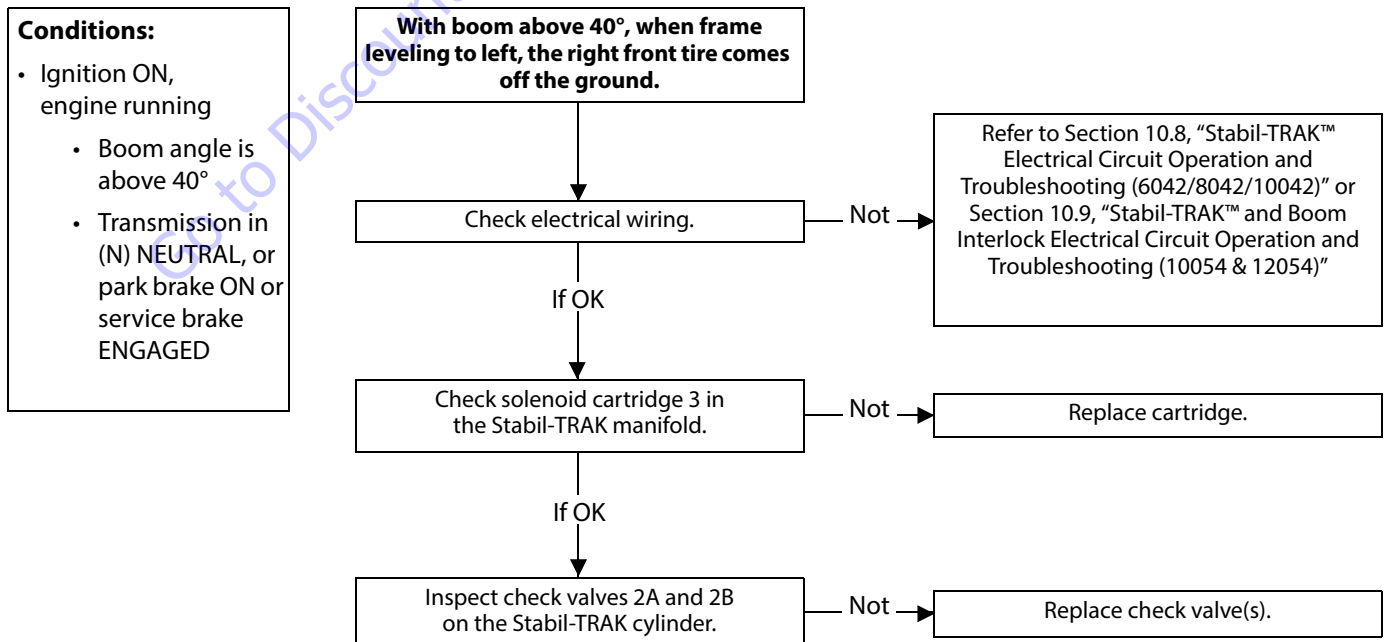 Conditions:
• Ignition ON,
engine running
• Boom angle is
above 40°
• Transmission in
(N) NEUTRAL, or
park brake ON or
service brake
ENGAGED
With boom above 40°, when frame
leveling to left, the right front tire comes
off the ground.
Check electrical wiring.
Not
Refer to Section 10.8, “Stabil-TRAK™
Electrical Circuit Operation and
Troubleshooting (6042/8042/10042)” or
Section 10.9, “Stabil-TRAK™ and Boom
Interlock Electrical Circuit Operation and
Troubleshooting (10054 & 12054)”
If OK
Check solenoid cartridge 3 in
the Stabil-TRAK manifold.
Not
Replace cartridge.
If OK
Inspect check valves 2A and 2B
on the Stabil-TRAK cylinder.
Not
Replace check valve(s).
Go to Discoun